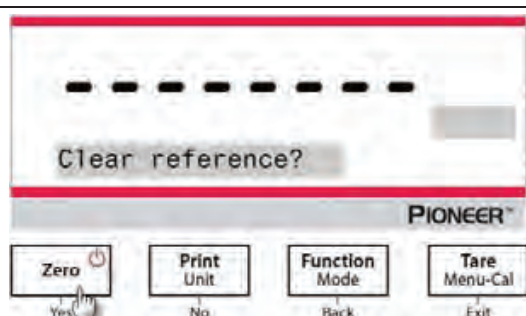 Clear reference?
PIONEER™
Zero Print Function Tare
Unit Mode Menu-Cal
Yes No Back Exit